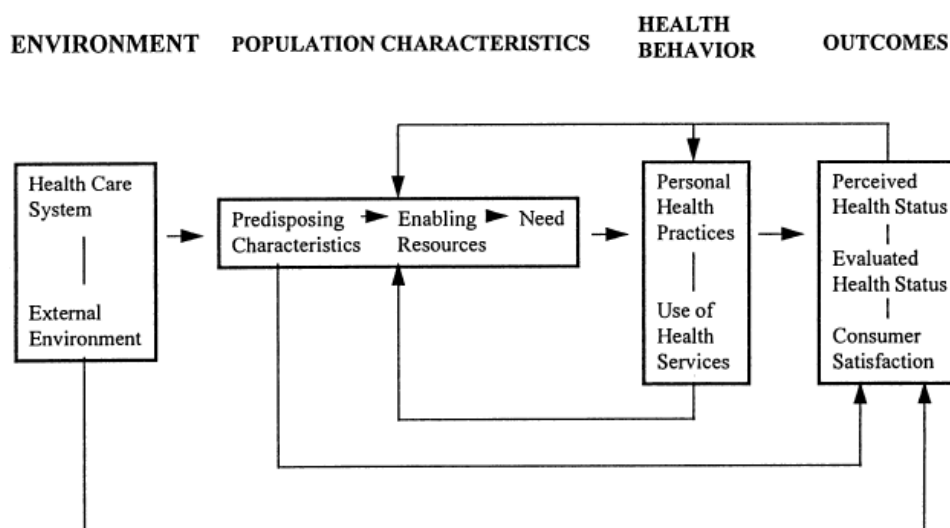 ENVIRONMENT
POPULATION CHARACTERISTICS
HEALTH
BEHAVIOR
OUTCOMES
Health Care
System
External
Environment
Predisposing
Characteristics
Enabling
Resources
Need
Personal
Health
Practices
Use of
Health
Services
Perceived
Health Status
Evaluated
Health Status
Consumer
Satisfaction